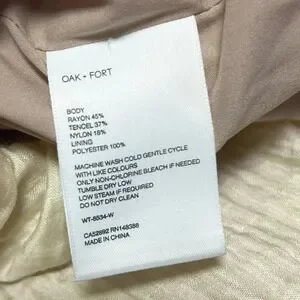 OAK + FORT
BODY
RAYON 45%
TENCEL 37%
NYLON 18%
LINING
POLYESTER 100%
MACHINE WASH COLD GENTLE CYCLE
WITH LIKE COLOURS
ONLY NON-CHLORINE BLEACH IF NEEDED
TUMBLE DRY LOW
LOW STEAM IF REQUIRED
DO NOT DRY CLEAN
WT-8534-W
CA52892 RN148388
MADE IN CHINA